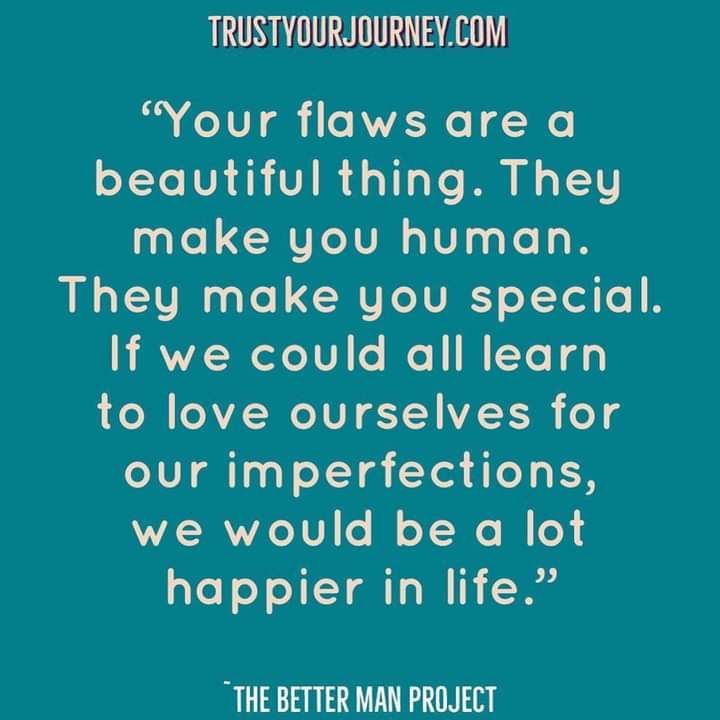 TRUSTYOURJOURNEY.COM
“Your flaws are a
beautiful thing. They
make you human.
They make you special.
If we could all learn
to love ourselves for
our imperfections,
we would be a lot
happier in life.”
~THE BETTER MAN PROJECT